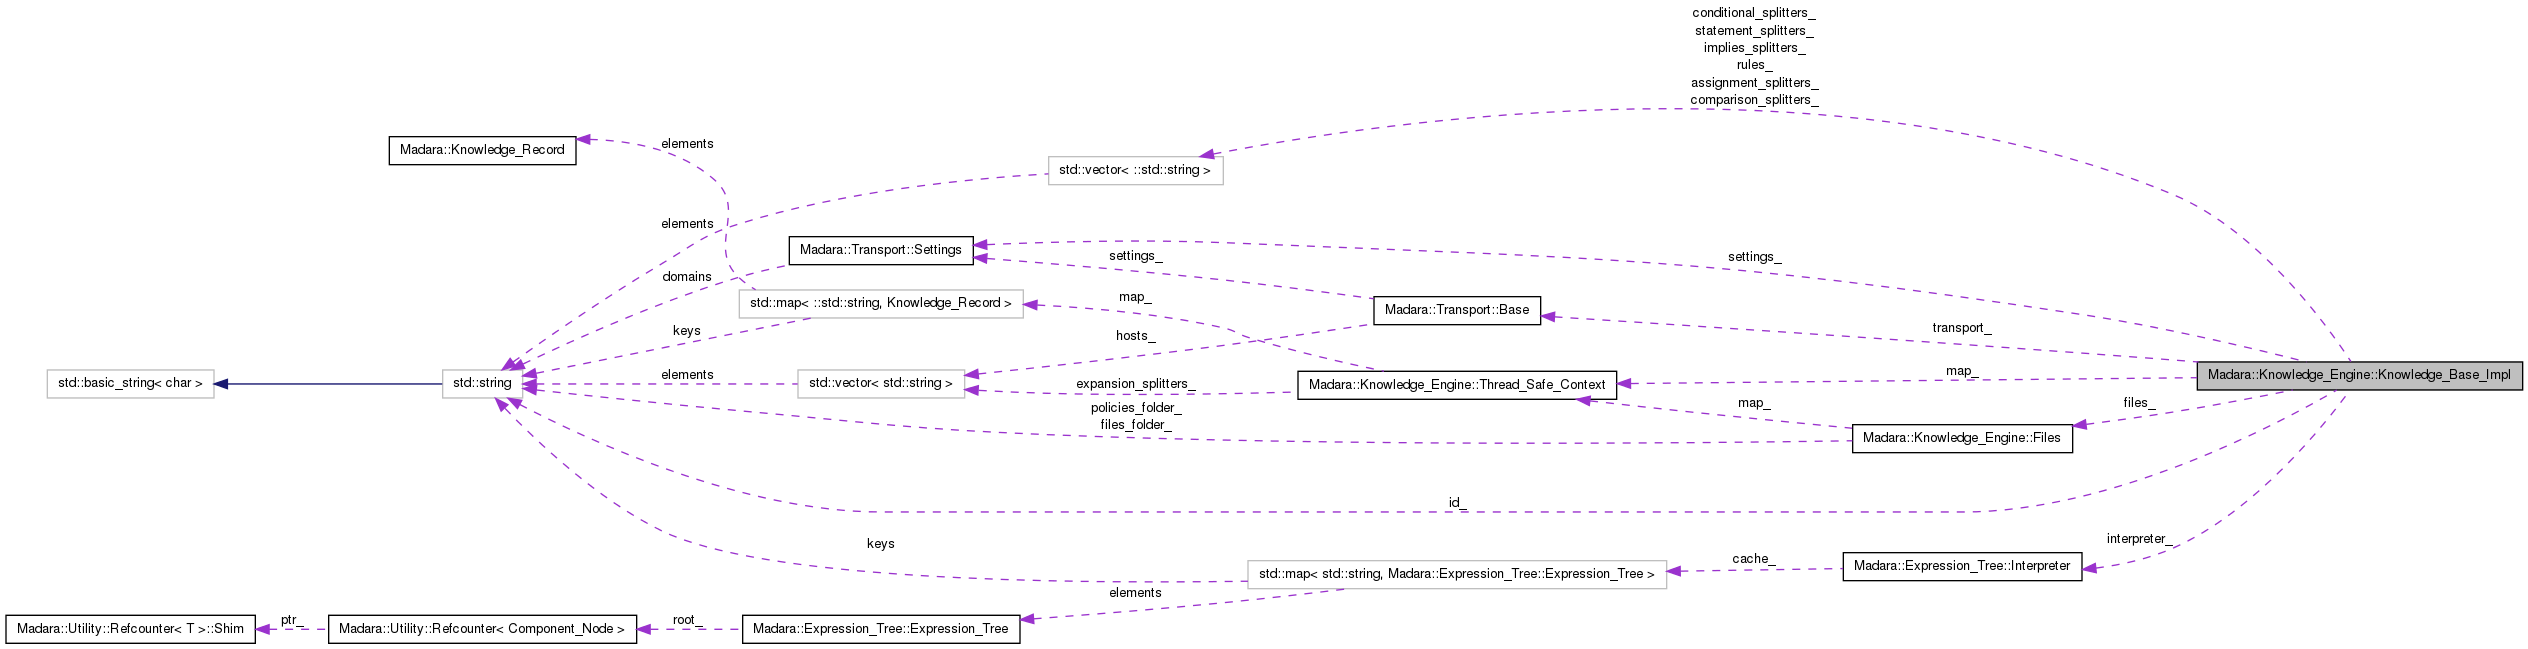 conditional_splitters_
statement_splitters_
implies_splitters_
rules_
assignment_splitters_
comparison_splitters_
Madara::Knowledge_Record
elements
std::vector< ::std::string >
elements
Madara::Transport::Settings
settings_
settings_
domains
std::map< ::std::string, Knowledge_Record >
map_
Madara::Transport::Base
keys
hosts_
transport_
std::basic_string< char >
std::string
elements
std::vector< std::string >
expansion_splitters_
Madara::Knowledge_Engine::Thread_Safe_Context
map_
Madara::Knowledge_Engine::Knowledge_Base_Impl
policies_folder_
files_folder_
map_
files_
Madara::Knowledge_Engine::Files
id_
keys
interpreter_
std::map< std::string, Madara::Expression_Tree::Expression_Tree >
cache_
Madara::Expression_Tree::Interpreter
elements
Madara::Utility::Refcounter< T >::Shim
ptr_
Madara::Utility::Refcounter< Component_Node >
root_
Madara::Expression_Tree::Expression_Tree